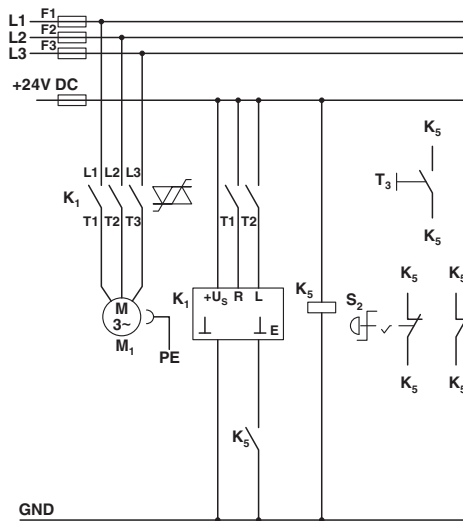 L1 F1
L2 F2
L3 F3
+24V DC
K5
T3
K5
L1 L2 L3
K1
T1 T2 T3
T1 T2
K1 +US R L
E
K5
S2
K5 K5
K5 K5
M
3~
M1
PE
K5
GND